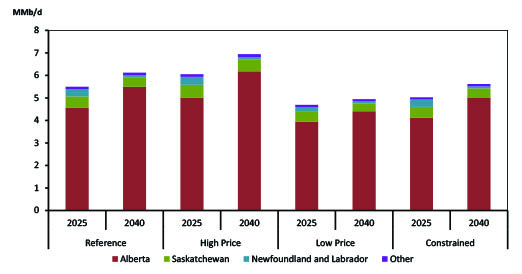 MMb/d
8
7
6
5
4
3
2
1
0
2025 2040 2025 2040 2025 2040 2025 2040
Reference High Price Low Price Constrained
Alberta Saskatchewan Newfoundland and Labrador Other